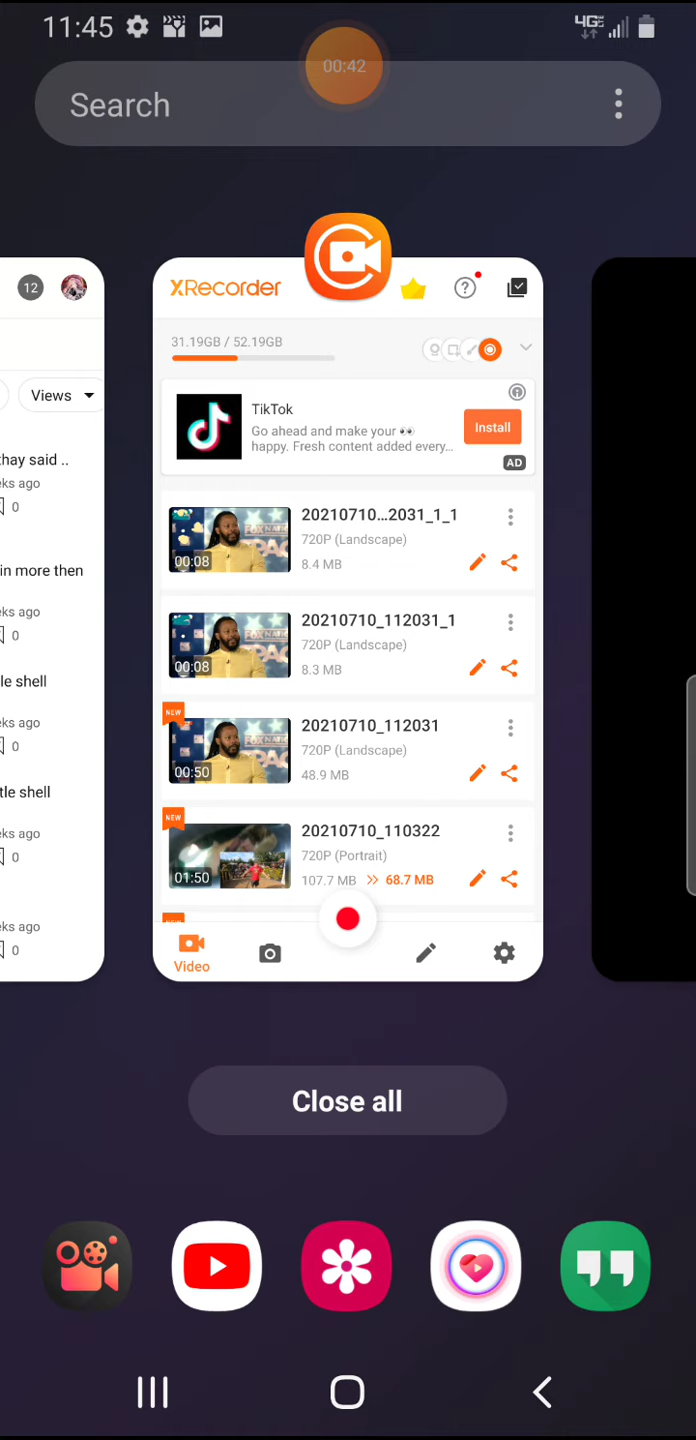 11:45
4GE
00:42
Search
12
XRecorder
31.19GB / 52.19GB
Views
TikTok
Go ahead and make your 👀
happy. Fresh content added every...
Install
AD
thay said ..
eks ago
0
20210710...2031_1_1
720P (Landscape)
8.4 MB
00:08
in more then
eks ago
0
20210710_112031_1
720P (Landscape)
8.3 MB
00:08
le shell
eks ago
0
NEW
20210710_112031
720P (Landscape)
48.9 MB
00:50
tle shell
eks ago
0
NEW
20210710_110322
720P (Portrait)
107.7 MB >> 68.7 MB
01:50
eks ago
0
Video
Close all